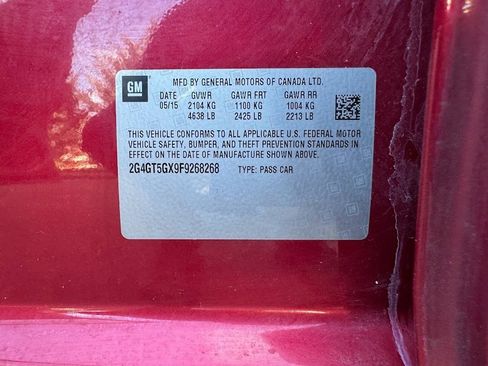 GM
MFD BY GENERAL MOTORS OF CANADA LTD.
DATE GVWR GAWR FRT GAWR RR
05/15 2104 KG 1100 KG 1004 KG
4638 LB 2425 LB 2213 LB
THIS VEHICLE CONFORMS TO ALL APPLICABLE U.S. FEDERAL MOTOR
VEHICLE SAFETY, BUMPER, AND THEFT PREVENTION STANDARDS IN
EFFECT ON THE DATE OF MANUFACTURE SHOWN ABOVE.
2G4GT5GX9F9268268 TYPE: PASS CAR